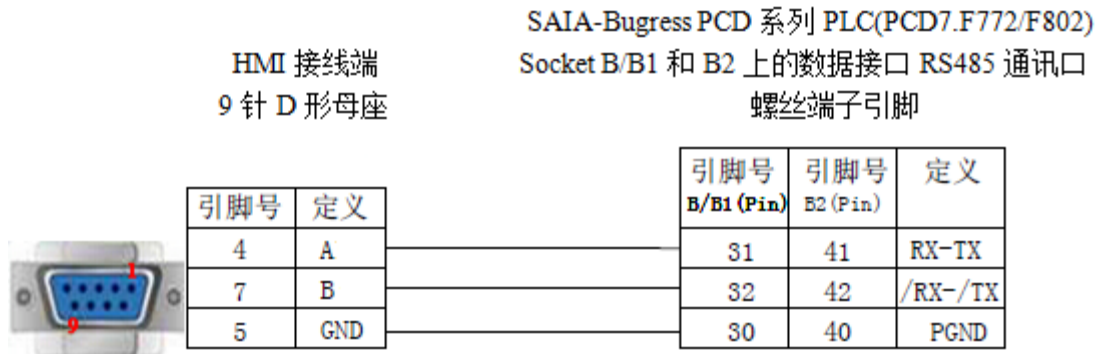 SAIA-Bugress PCD 系列 PLC(PCD7.F772/F802)
HMI 接线端
Socket B/B1 和 B2 上的数据接口 RS485 通讯口
9 针 D 形母座
螺丝端子引脚
引脚号 引脚号 定义
B/B1(Pin) B2(Pin)
引脚号 定义
4 A 31 41 RX-TX
7 B 32 42 /RX-/TX
5 GND 30 40 PGND
1
9